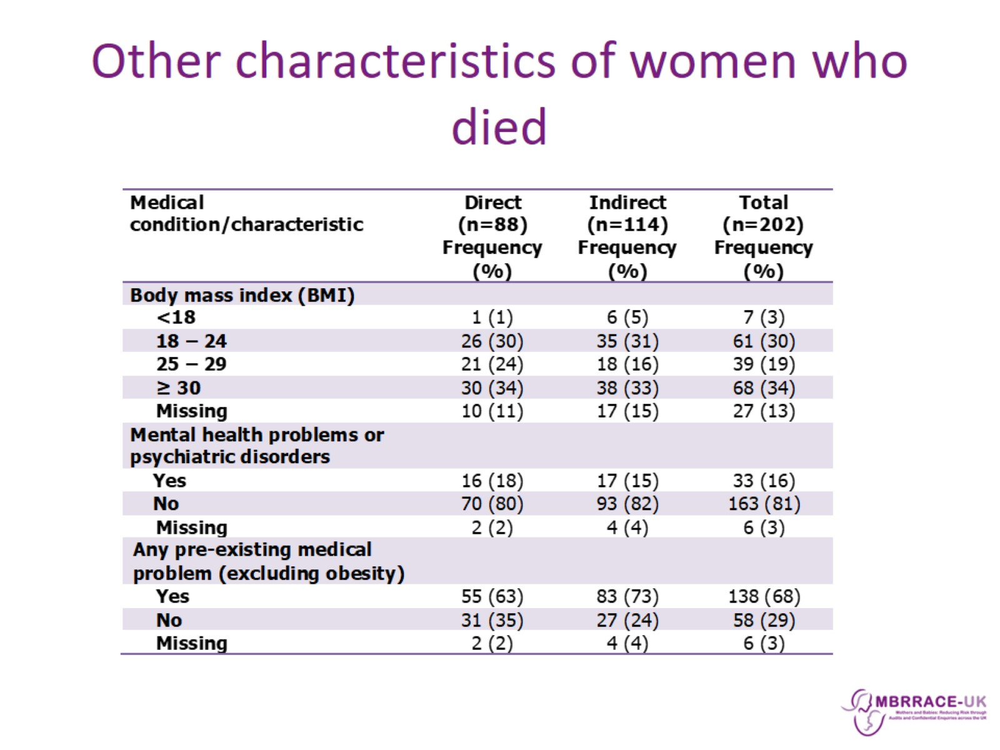 Other characteristics of women who
died
Medical Direct Indirect Total
condition/characteristic (n=88) (n=114) (n=202)
Frequency Frequency Frequency
(%) (%) (%)
Body mass index (BMI)
<18 1 (1) 6 (5) 7 (3)
18 – 24 26 (30) 35 (31) 61 (30)
25 – 29 21 (24) 18 (16) 39 (19)
≥ 30 30 (34) 38 (33) 68 (34)
Missing 10 (11) 17 (15) 27 (13)
Mental health problems or
psychiatric disorders
Yes 16 (18) 17 (15) 33 (16)
No 70 (80) 93 (82) 163 (81)
Missing 2 (2) 4 (4) 6 (3)
Any pre-existing medical
problem (excluding obesity)
Yes 55 (63) 83 (73) 138 (68)
No 31 (35) 27 (24) 58 (29)
Missing 2 (2) 4 (4) 6 (3)
MBRRACE-UK
Mothers and Babies: Reducing Risk through
Audits and Confidential Enquiries across the UK